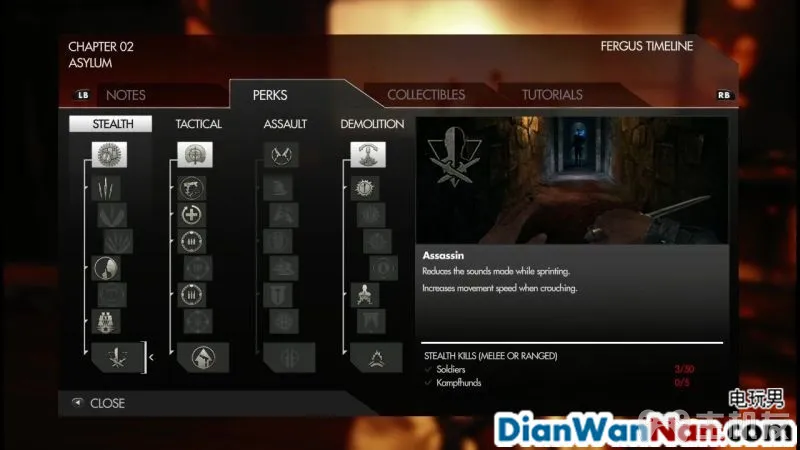 CHAPTER 02
ASYLUM
FERGUS TIMELINE
LB NOTES PERKS COLLECTIBLES TUTORIALS RB
STEALTH TACTICAL ASSAULT DEMOLITION
Assassin
Reduces the sounds made while sprinting.
Increases movement speed when crouching.
STEALTH KILLS (MELEE OR RANGED)
Soldiers 3/50
Kampfhunds 0/5
CLOSE
电玩男
DianWanNan.com